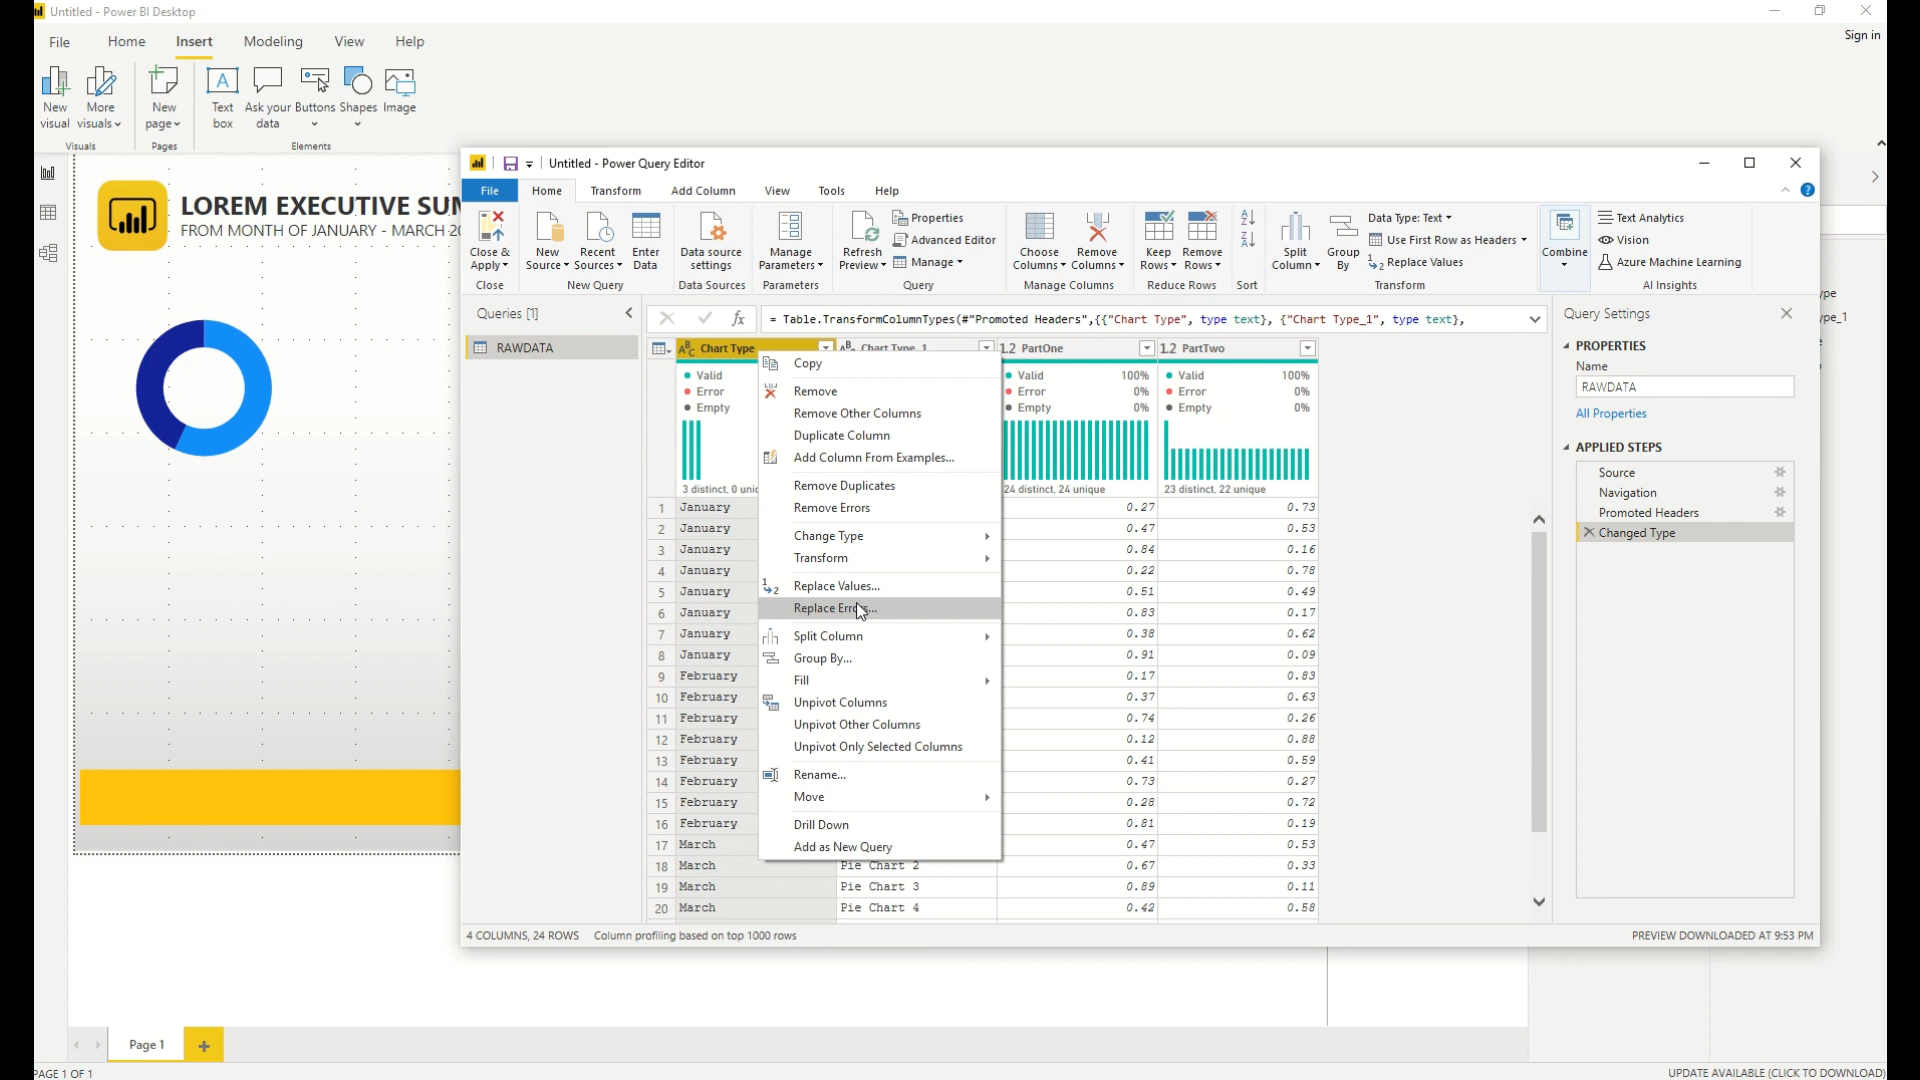 Untitled - Power BI Desktop
Sign in
File Home Insert Modeling View Help
New visual
More visuals
New page
Text box
Ask your data
Buttons
Shapes
Image
Visuals
Pages
Elements
LOREM EXECUTIVE SUM
FROM MONTH OF JANUARY - MARCH 20
Untitled - Power Query Editor
File Home Transform Add Column View Tools Help
Close & Apply
New Source
Recent Sources
Enter Data
Data source settings
Manage Parameters
Refresh Preview
Properties
Advanced Editor
Manage
Choose Columns
Remove Columns
Keep Rows
Remove Rows
Split Column
Group By
Data Type: Text
Use First Row as Headers
Replace Values
Combine
Text Analytics
Vision
Azure Machine Learning
Close
New Query
Data Sources
Parameters
Query
Manage Columns
Reduce Rows
Sort
Transform
AI Insights
Queries [1]
RAWDATA
fx
= Table.TransformColumnTypes(#"Promoted Headers",{{"Chart Type", type text}, {"Chart Type_1", type text},
Chart Type Chart Type_1 1.2 PartOne 1.2 PartTwo
Valid Valid 100% Valid 100%
Error Error 0% Error 0%
Empty Empty 0% Empty 0%
3 distinct, 0 uniq 24 distinct, 24 unique 23 distinct, 22 unique
1 January 0.27 0.73
2 January 0.47 0.53
3 January 0.84 0.16
4 January 0.22 0.78
5 January 0.51 0.49
6 January 0.83 0.17
7 January 0.38 0.62
8 January 0.91 0.09
9 February 0.17 0.83
10 February 0.37 0.63
11 February 0.74 0.26
12 February 0.12 0.88
13 February 0.41 0.59
14 February 0.73 0.27
15 February 0.28 0.72
16 February 0.81 0.19
17 March 0.47 0.53
18 March Pie Chart 2 0.67 0.33
19 March Pie Chart 3 0.89 0.11
20 March Pie Chart 4 0.42 0.58
Copy
Remove
Remove Other Columns
Duplicate Column
Add Column From Examples...
Remove Duplicates
Remove Errors
Change Type
Transform
Replace Values...
Replace Errors...
Split Column
Group By...
Fill
Unpivot Columns
Unpivot Other Columns
Unpivot Only Selected Columns
Rename...
Move
Drill Down
Add as New Query
Query Settings
PROPERTIES
Name
RAWDATA
All Properties
APPLIED STEPS
Source
Navigation
Promoted Headers
Changed Type
ype
ype_1
4 COLUMNS, 24 ROWS Column profiling based on top 1000 rows
PREVIEW DOWNLOADED AT 9:53 PM
Page 1
PAGE 1 OF 1
UPDATE AVAILABLE (CLICK TO DOWNLOAD)